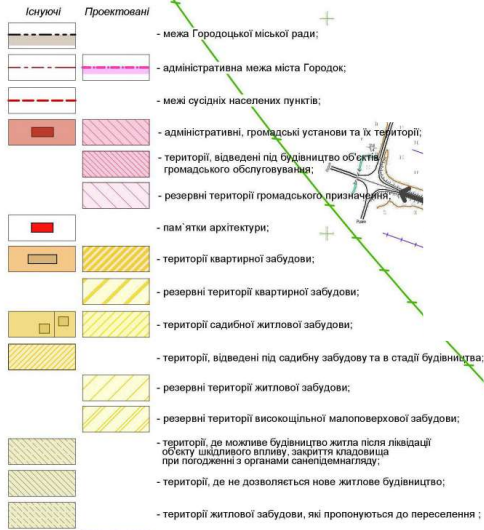 Існуючі Проектовані
- межа Городоцької міської ради;
- адміністративна межа міста Городок;
- межі сусідніх населених пунктів;
- адміністративні, громадські установи та їх території;
- території, відведені під будівництво об'єктів
громадського обслуговування;
- резервні території громадського призначення;
- пам`ятки архітектури;
- території квартирної забудови;
- резервні території квартирної забудови;
- території садибної житлової забудови;
- території, відведені під садибну забудову та в стадії будівництва;
- резервні території житлової забудови;
- резервні території високощільної малоповерхової забудови;
- території, де можливе будівництво житла після ліквідації
об'єкту шкідливого впливу, закриття кладовища
при погодженні з органами санепідемнагляду;
- території, де не дозволяється нове житлове будівництво;
- території житлової забудови, які пропонуються до переселення ;